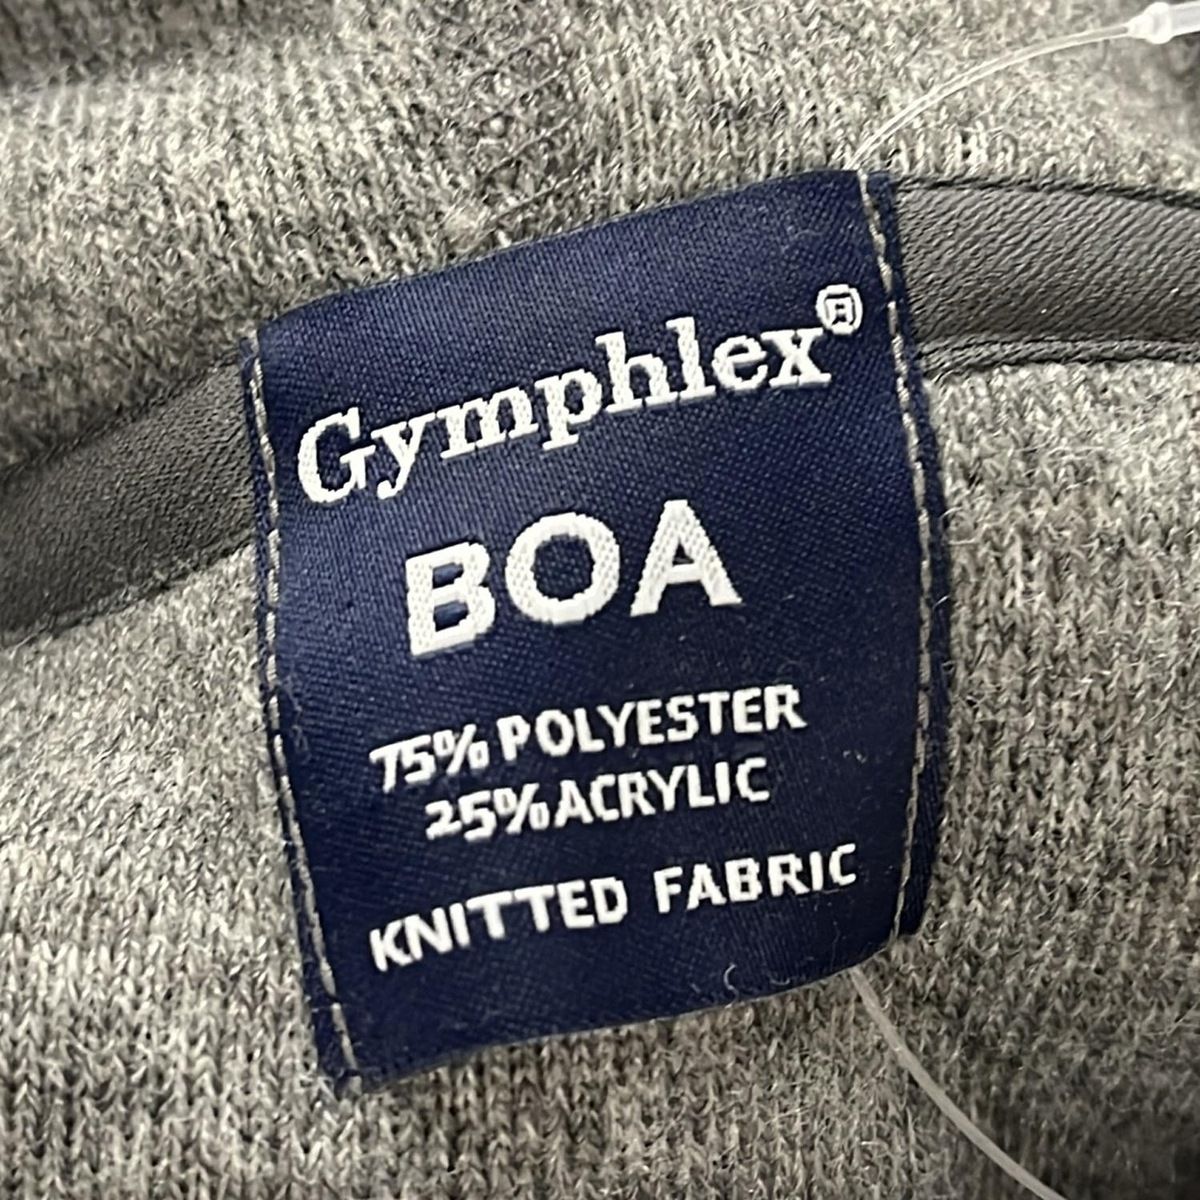 Gymphlex®
BOA
75% POLYESTER
25% ACRYLIC
KNITTED FABRIC